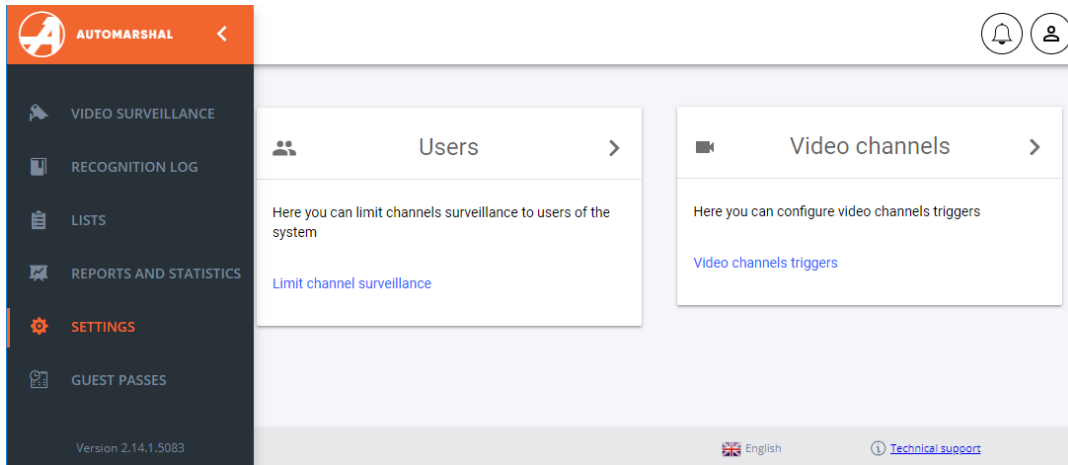 AUTOMARSHAL
VIDEO SURVEILLANCE
RECOGNITION LOG
LISTS
REPORTS AND STATISTICS
SETTINGS
GUEST PASSES
Version 2.14.1.5083
Users
Here you can limit channels surveillance to users of the
system
Limit channel surveillance
Video channels
Here you can configure video channels triggers
Video channels triggers
English
Technical support